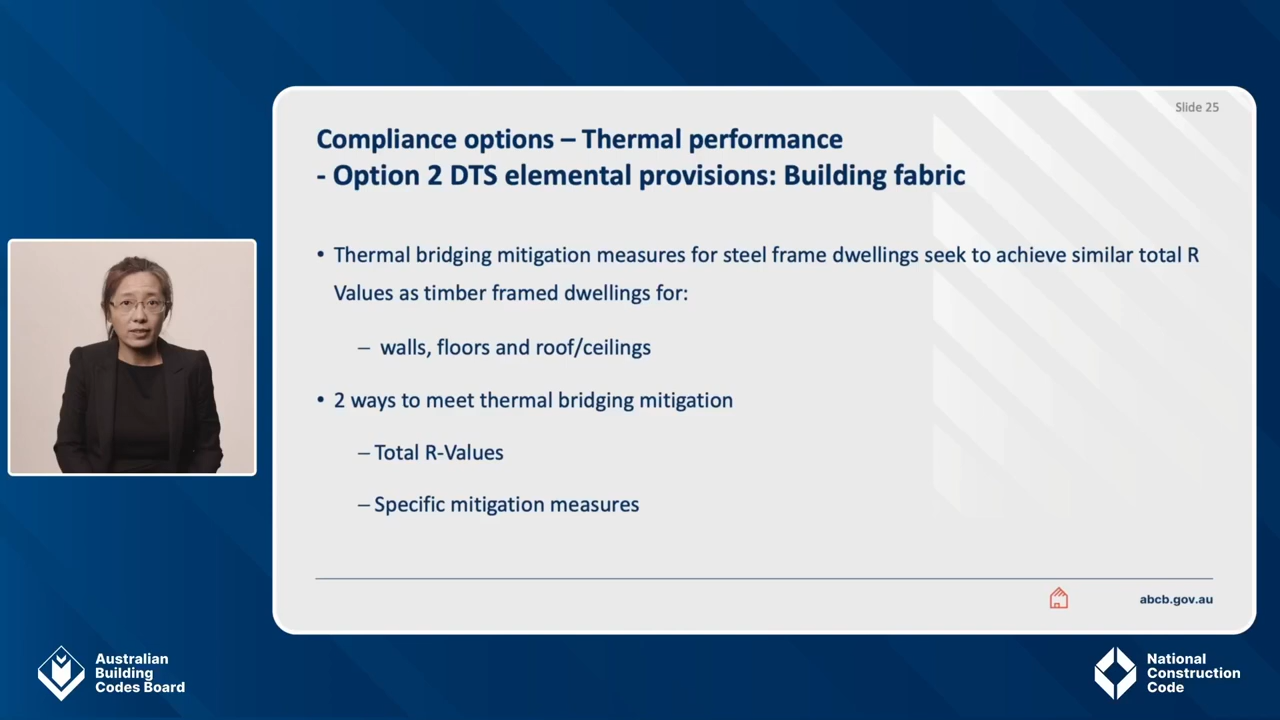 Slide 25
Compliance options – Thermal performance
- Option 2 DTS elemental provisions: Building fabric
• Thermal bridging mitigation measures for steel frame dwellings seek to achieve similar total R
Values as timber framed dwellings for:
– walls, floors and roof/ceilings
• 2 ways to meet thermal bridging mitigation
– Total R-Values
– Specific mitigation measures
abcb.gov.au
Australian
Building
Codes Board
National
Construction
Code